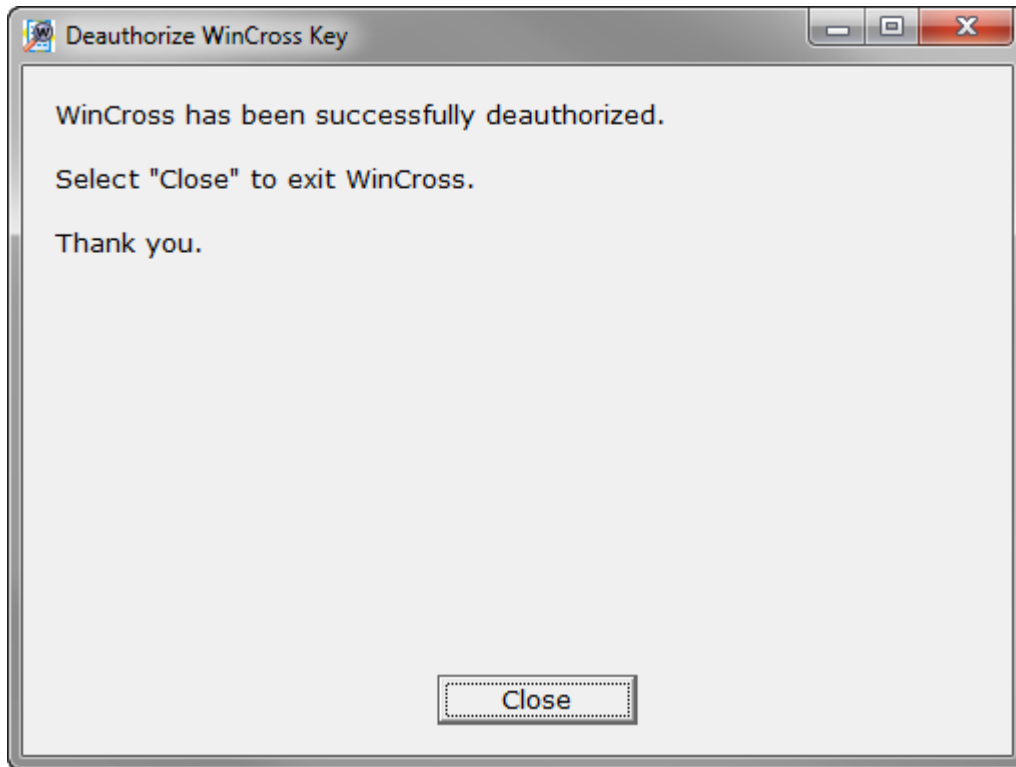 Deauthorize WinCross Key
WinCross has been successfully deauthorized.
Select "Close" to exit WinCross.
Thank you.
Close